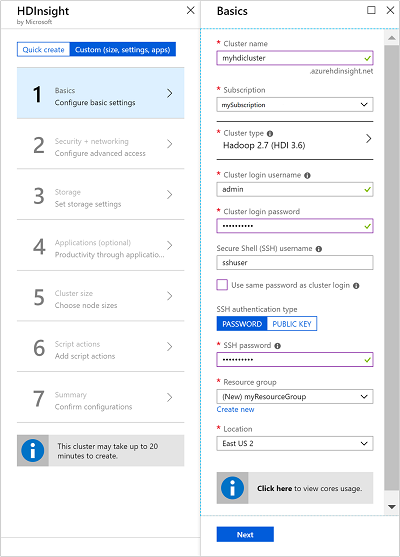 HDInsight
by Microsoft
Quick create
Custom (size, settings, apps)
1
Basics
Configure basic settings
2
Security + networking
Configure advanced access
3
Storage
Set storage settings
4
Applications (optional)
Productivity through applicatio...
5
Cluster size
Choose node sizes
6
Script actions
Add script actions
7
Summary
Confirm configurations
This cluster may take up to 20
minutes to create.
Basics
* Cluster name
myhdicluster
.azurehdinsight.net
* Subscription
mySubscription
* Cluster type
Hadoop 2.7 (HDI 3.6)
* Cluster login username
admin
* Cluster login password
••••••••••
Secure Shell (SSH) username
sshuser
Use same password as cluster login
SSH authentication type
PASSWORD
PUBLIC KEY
* SSH password
••••••••••
* Resource group
(New) myResourceGroup
Create new
* Location
East US 2
Click here to view cores usage.
Next